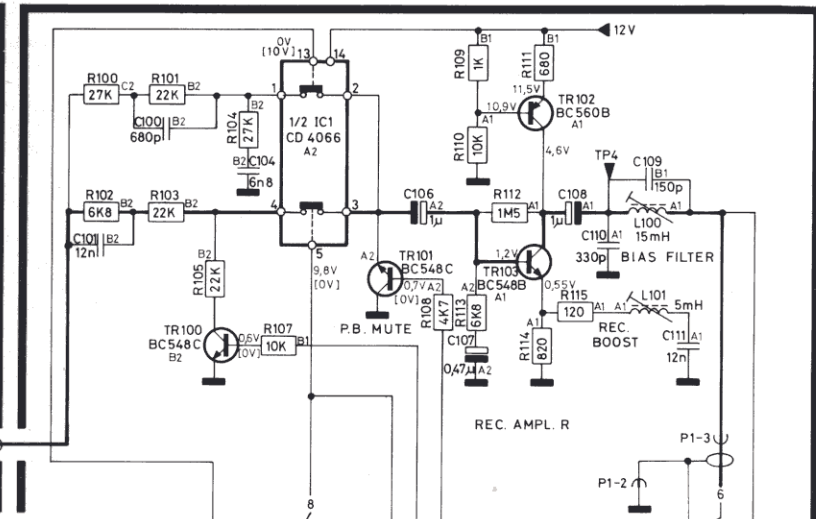 0V
[10V]
13
14
12V
B1
B1
R109
1K
R111
680
11,5V
TR102
BC560B
A1
10,9V
A1
R110
10K
4,6V
R100
27K
C2
R101
22K
B2
C100
680p
B2
1
2
B2
R104
27K
B2
C104
6n8
1/2 IC1
CD 4066
A2
TP4
C109
B1
150p
R102
6K8
B2
R103
22K
B2
4
3
C106
A2
1µ
R112
1M5
A1
C108
A1
1µ
A1
L100
15mH
BIAS FILTER
C101
12n
B2
C110
A1
330p
5
9,8V
[0V]
B2
R105
22K
A2
TR101
BC548C
0,7V
[0V]
A2
R108
4K7
1,2V
TR103
BC548B
A1
0,55V
A2
R113
6K8
C107
0,47µ
A2
R115
120
A1
A1
L101
5mH
REC.
BOOST
C111
A1
12n
A1
R114
820
P.B. MUTE
TR100
BC548C
B2
0,6V
[0V]
R107
10K
B1
REC. AMPL. R
P1-3
P1-2
6
8